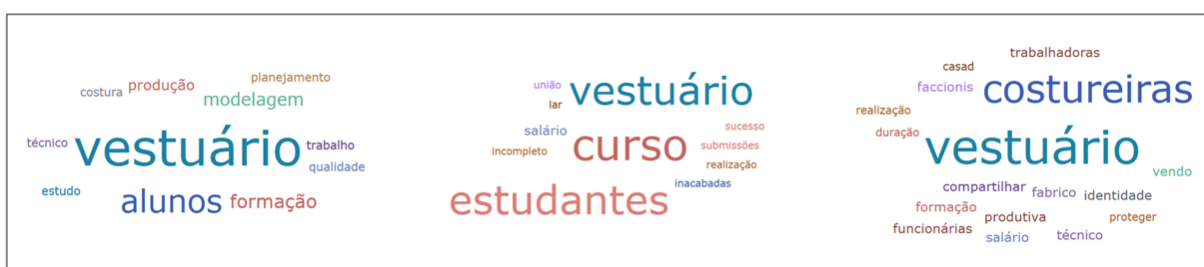 planejamento
costura produção
modelagem
técnico vestuário trabalho
qualidade
estudo
alunos formação
união vestuário
lar
salário sucesso
curso submissões
incompleto
realização
inacabadas
estudantes
trabalhadoras
casad
faccionis costureiras
realização
duração
vestuário
vendo
compartilhar fabrico identidade
formação produtiva proteger
funcionárias salário técnico